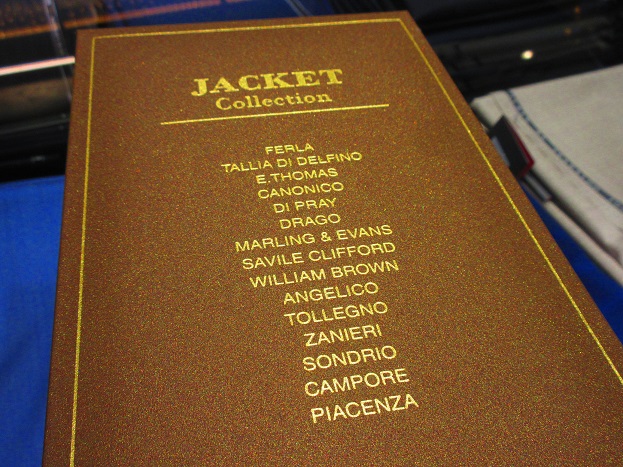 JACKET
Collection
FERLA
TALLIA DI DELFINO
E.THOMAS
CANONICO
DI PRAY
DRAGO
MARLING & EVANS
SAVILE CLIFFORD
WILLIAM BROWN
ANGELICO
TOLLEGNO
ZANIERI
SONDRIO
CAMPORE
PIACENZA